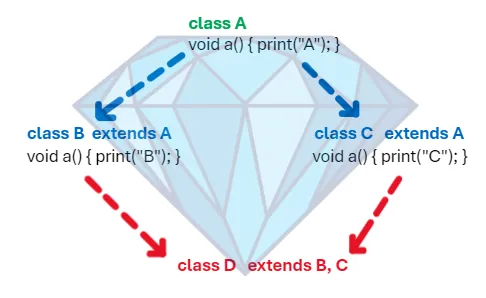 class A
void a() { print("A"); }
class B extends A
void a() { print("B"); }
class C extends A
void a() { print("C"); }
class D extends B, C